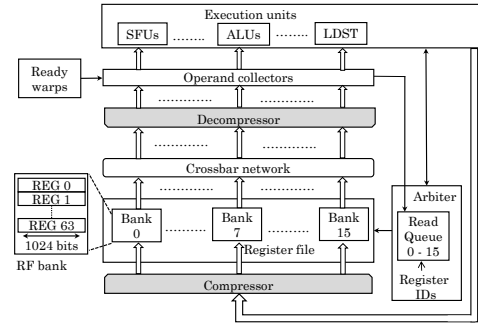 Execution units
SFUs
ALUs
LDST
Ready
warps
Operand collectors
Decompressor
Crossbar network
REG 0
REG 1
REG 63
1024 bits
RF bank
Bank
0
Bank
7
Bank
15
Register file
Arbiter
Read
Queue
0 - 15
Register
IDs
Compressor